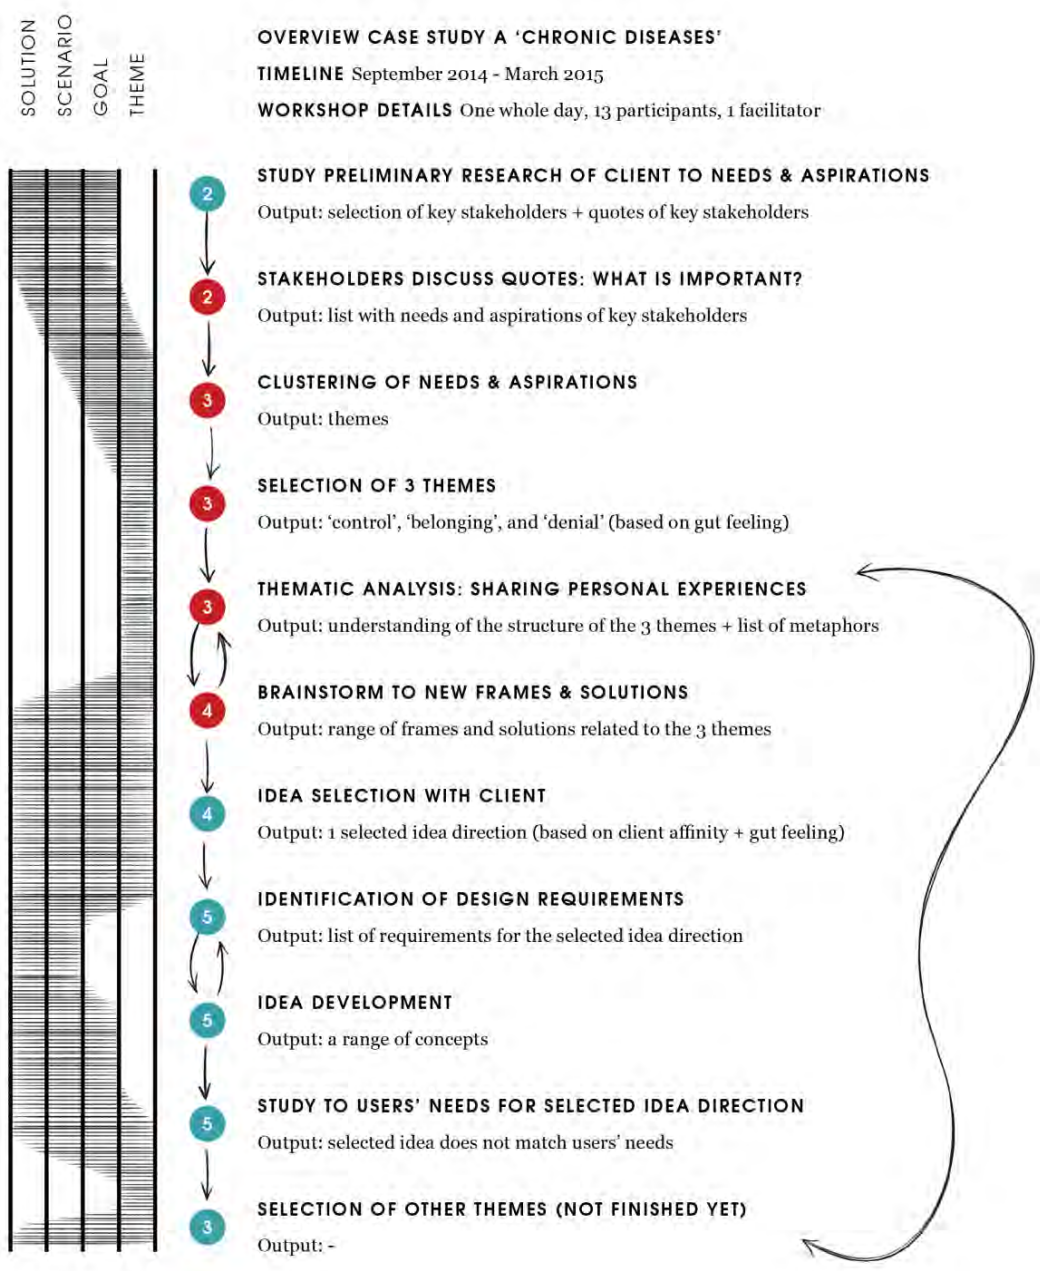 SOLUTION
SCENARIO
GOAL
THEME
OVERVIEW CASE STUDY A ‘CHRONIC DISEASES’
TIMELINE September 2014 - March 2015
WORKSHOP DETAILS One whole day, 13 participants, 1 facilitator
2
STUDY PRELIMINARY RESEARCH OF CLIENT TO NEEDS & ASPIRATIONS
Output: selection of key stakeholders + quotes of key stakeholders
2
STAKEHOLDERS DISCUSS QUOTES: WHAT IS IMPORTANT?
Output: list with needs and aspirations of key stakeholders
3
CLUSTERING OF NEEDS & ASPIRATIONS
Output: themes
3
SELECTION OF 3 THEMES
Output: ‘control’, ‘belonging’, and ‘denial’ (based on gut feeling)
3
THEMATIC ANALYSIS: SHARING PERSONAL EXPERIENCES
Output: understanding of the structure of the 3 themes + list of metaphors
4
BRAINSTORM TO NEW FRAMES & SOLUTIONS
Output: range of frames and solutions related to the 3 themes
4
IDEA SELECTION WITH CLIENT
Output: 1 selected idea direction (based on client affinity + gut feeling)
5
IDENTIFICATION OF DESIGN REQUIREMENTS
Output: list of requirements for the selected idea direction
5
IDEA DEVELOPMENT
Output: a range of concepts
5
STUDY TO USERS’ NEEDS FOR SELECTED IDEA DIRECTION
Output: selected idea does not match users’ needs
3
SELECTION OF OTHER THEMES (NOT FINISHED YET)
Output: -